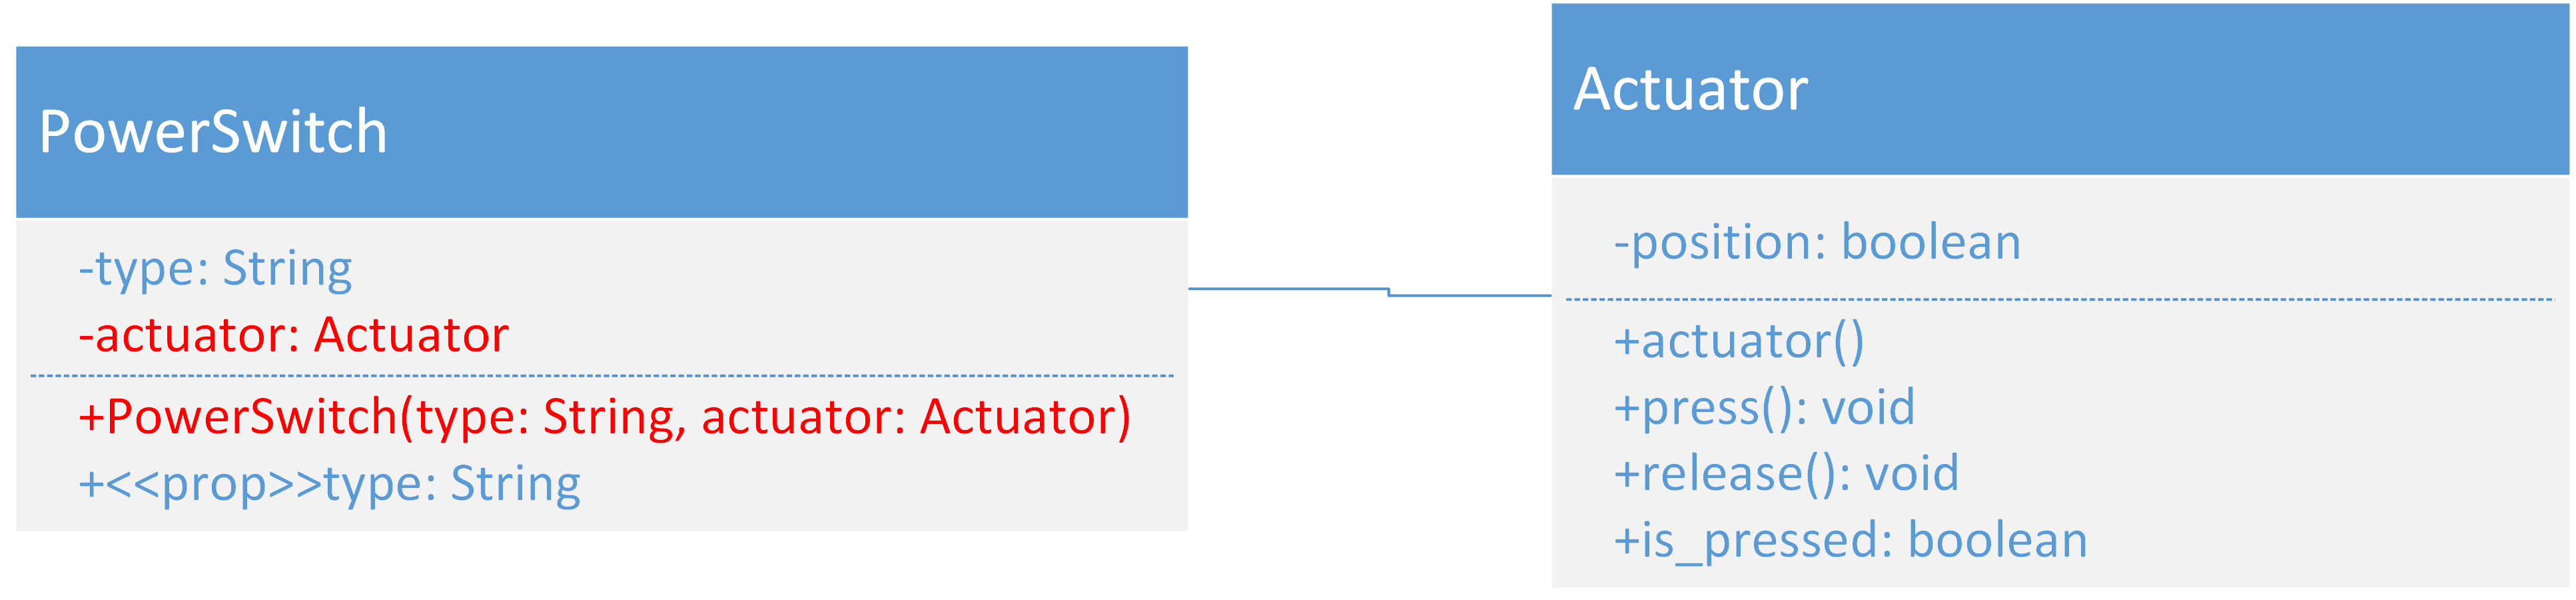 PowerSwitch
-type: String
-actuator: Actuator
+PowerSwitch(type: String, actuator: Actuator)
+<<prop>>type: String
Actuator
-position: boolean
+actuator()
+press(): void
+release(): void
+is_pressed: boolean